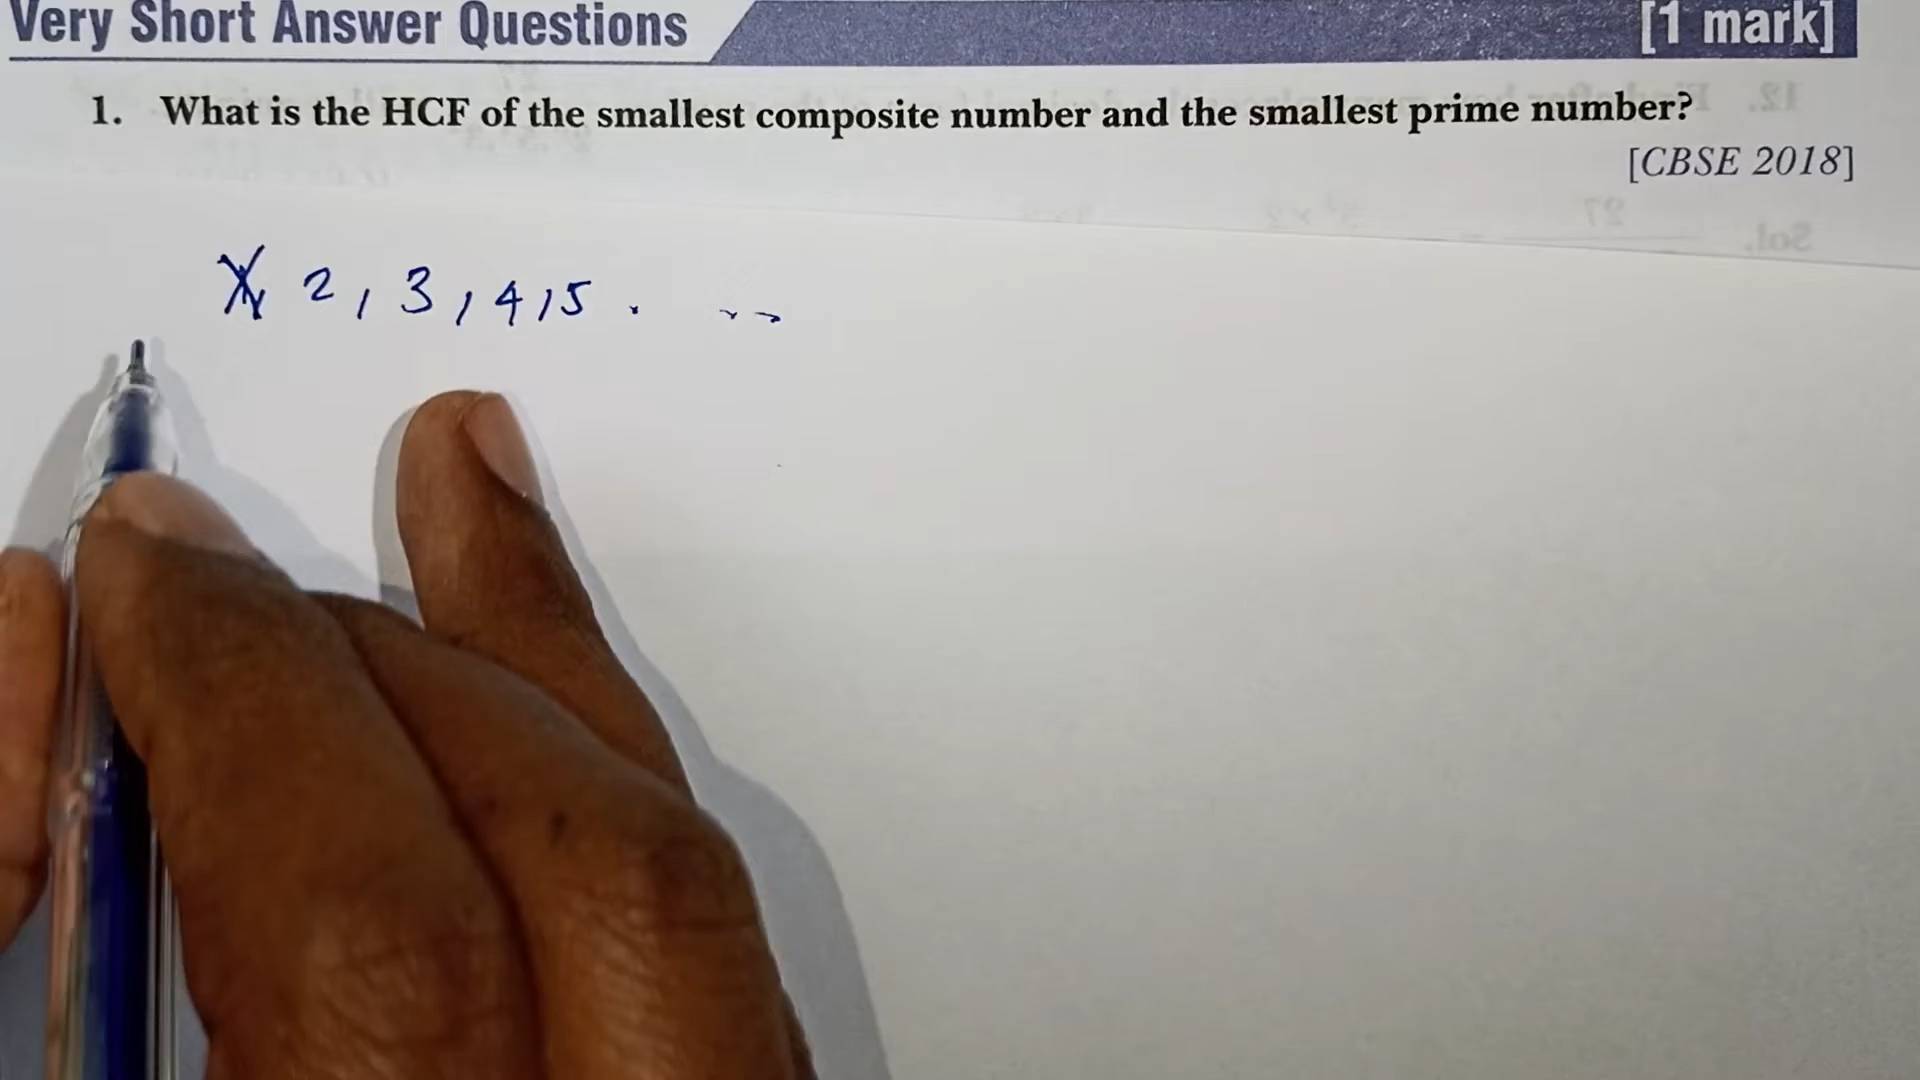 Very Short Answer Questions [1 mark]
1. What is the HCF of the smallest composite number and the smallest prime number?
[CBSE 2018]
2, 3, 4, 5 . . .